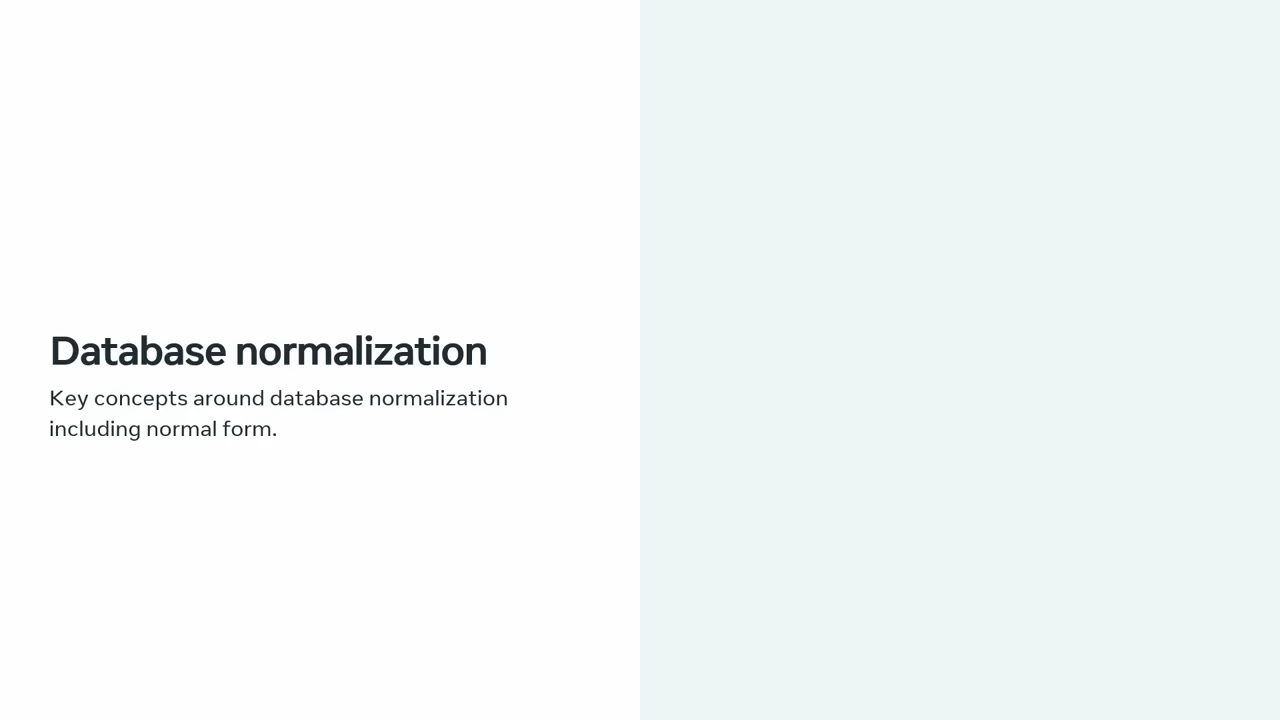 Database normalization
Key concepts around database normalization
including normal form.